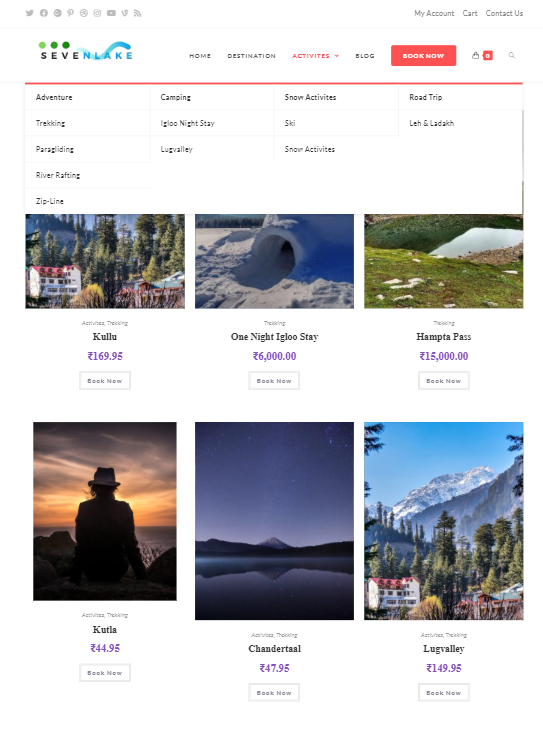 My Account Cart Contact Us
SEVENLAKE
HOME DESTINATION ACTIVITES BLOG BOOK NOW 0
Adventure Camping Snow Activites Road Trip
Trekking Igloo Night Stay Ski Leh & Ladakh
Paragliding Lugvalley Snow Activites
River Rafting
Zip-Line
Activites, Trekking Trekking Trekking
Kullu One Night Igloo Stay Hampta Pass
₹169.95 ₹6,000.00 ₹15,000.00
Book Now Book Now Book Now
Activites, Trekking
Kutla
₹44.95
Book Now
Activites, Trekking Activites, Trekking
Chandertaal Lugvalley
₹47.95 ₹149.95
Book Now Book Now